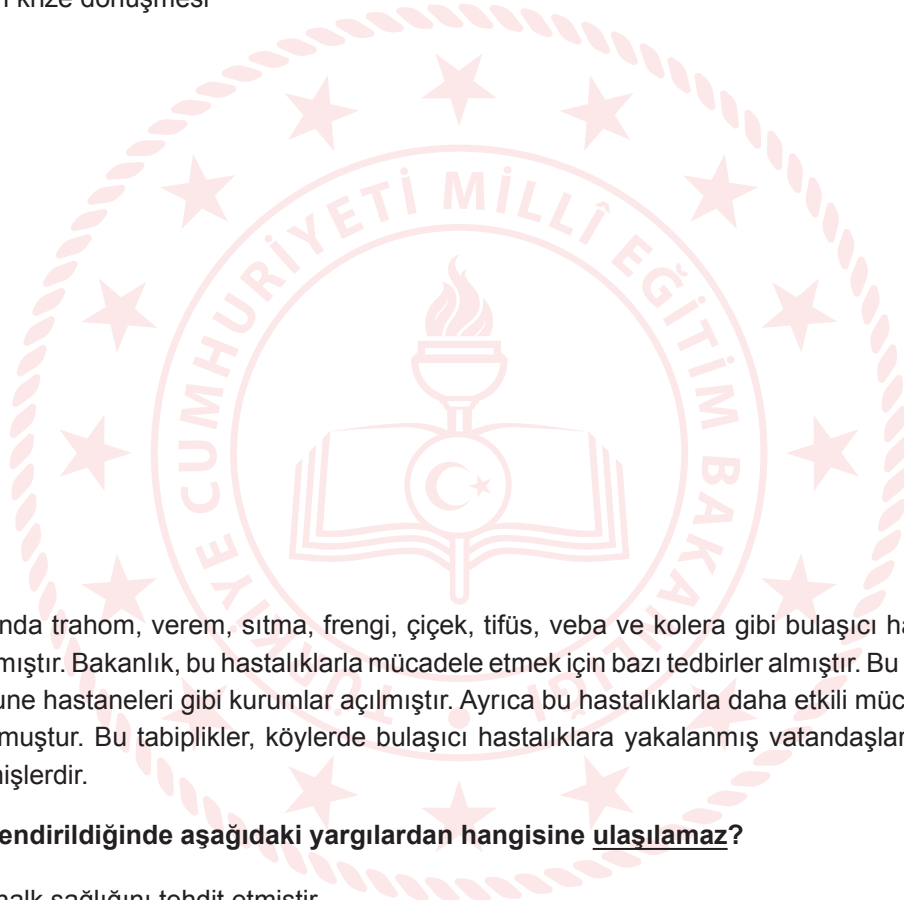 krize dönüşmesi
TÜRKİYE CUMHURİYETİ MİLLÎ EĞİTİM BAKANLIĞI
nda trahom, verem, sıtma, frengi, çiçek, tifüs, veba ve kolera gibi bulaşıcı ha
mıştır. Bakanlık, bu hastalıklarla mücadele etmek için bazı tedbirler almıştır. Bu
une hastaneleri gibi kurumlar açılmıştır. Ayrıca bu hastalıklarla daha etkili müc
muştur. Bu tabiplikler, köylerde bulaşıcı hastalıklara yakalanmış vatandaşlar
işlerdir.
lendirildiğinde aşağıdaki yargılardan hangisine ulaşılamaz?
halk sağlığını tehdit etmiştir